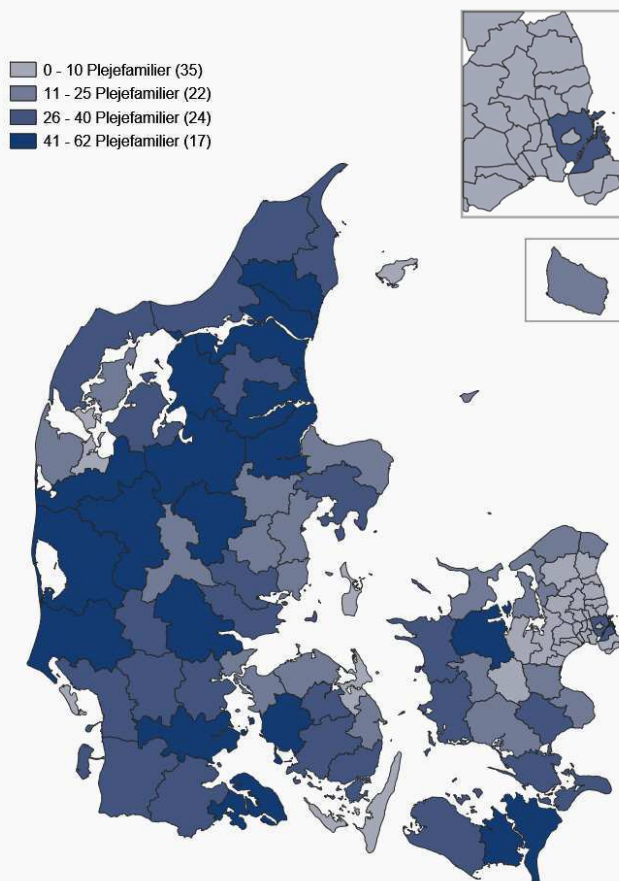 0 - 10 Plejefamilier (35)
11 - 25 Plejefamilier (22)
26 - 40 Plejefamilier (24)
41 - 62 Plejefamilier (17)